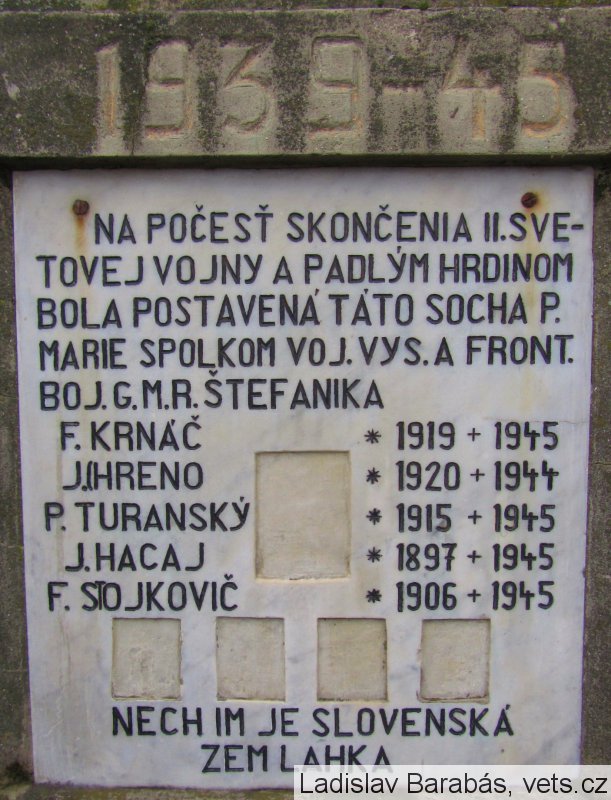 1939-45
NA POČESŤ SKONČENIA II. SVE-
TOVEJ VOJNY A PADLÝM HRDINOM
BOLA POSTAVENÁ TÁTO SOCHA P.
MARIE SPOLKOM VOJ. VYS. A FRONT.
BOJ. G.M.R. ŠTEFANIKA
F. KRNÁČ * 1919 + 1945
J. CHRENO * 1920 + 1944
P. TURANSKÝ * 1915 + 1945
J. HACAJ * 1897 + 1945
F. STOJKOVIČ * 1906 + 1945
NECH IM JE SLOVENSKÁ
ZEM LAHKA
Ladislav Barabás, vets.cz